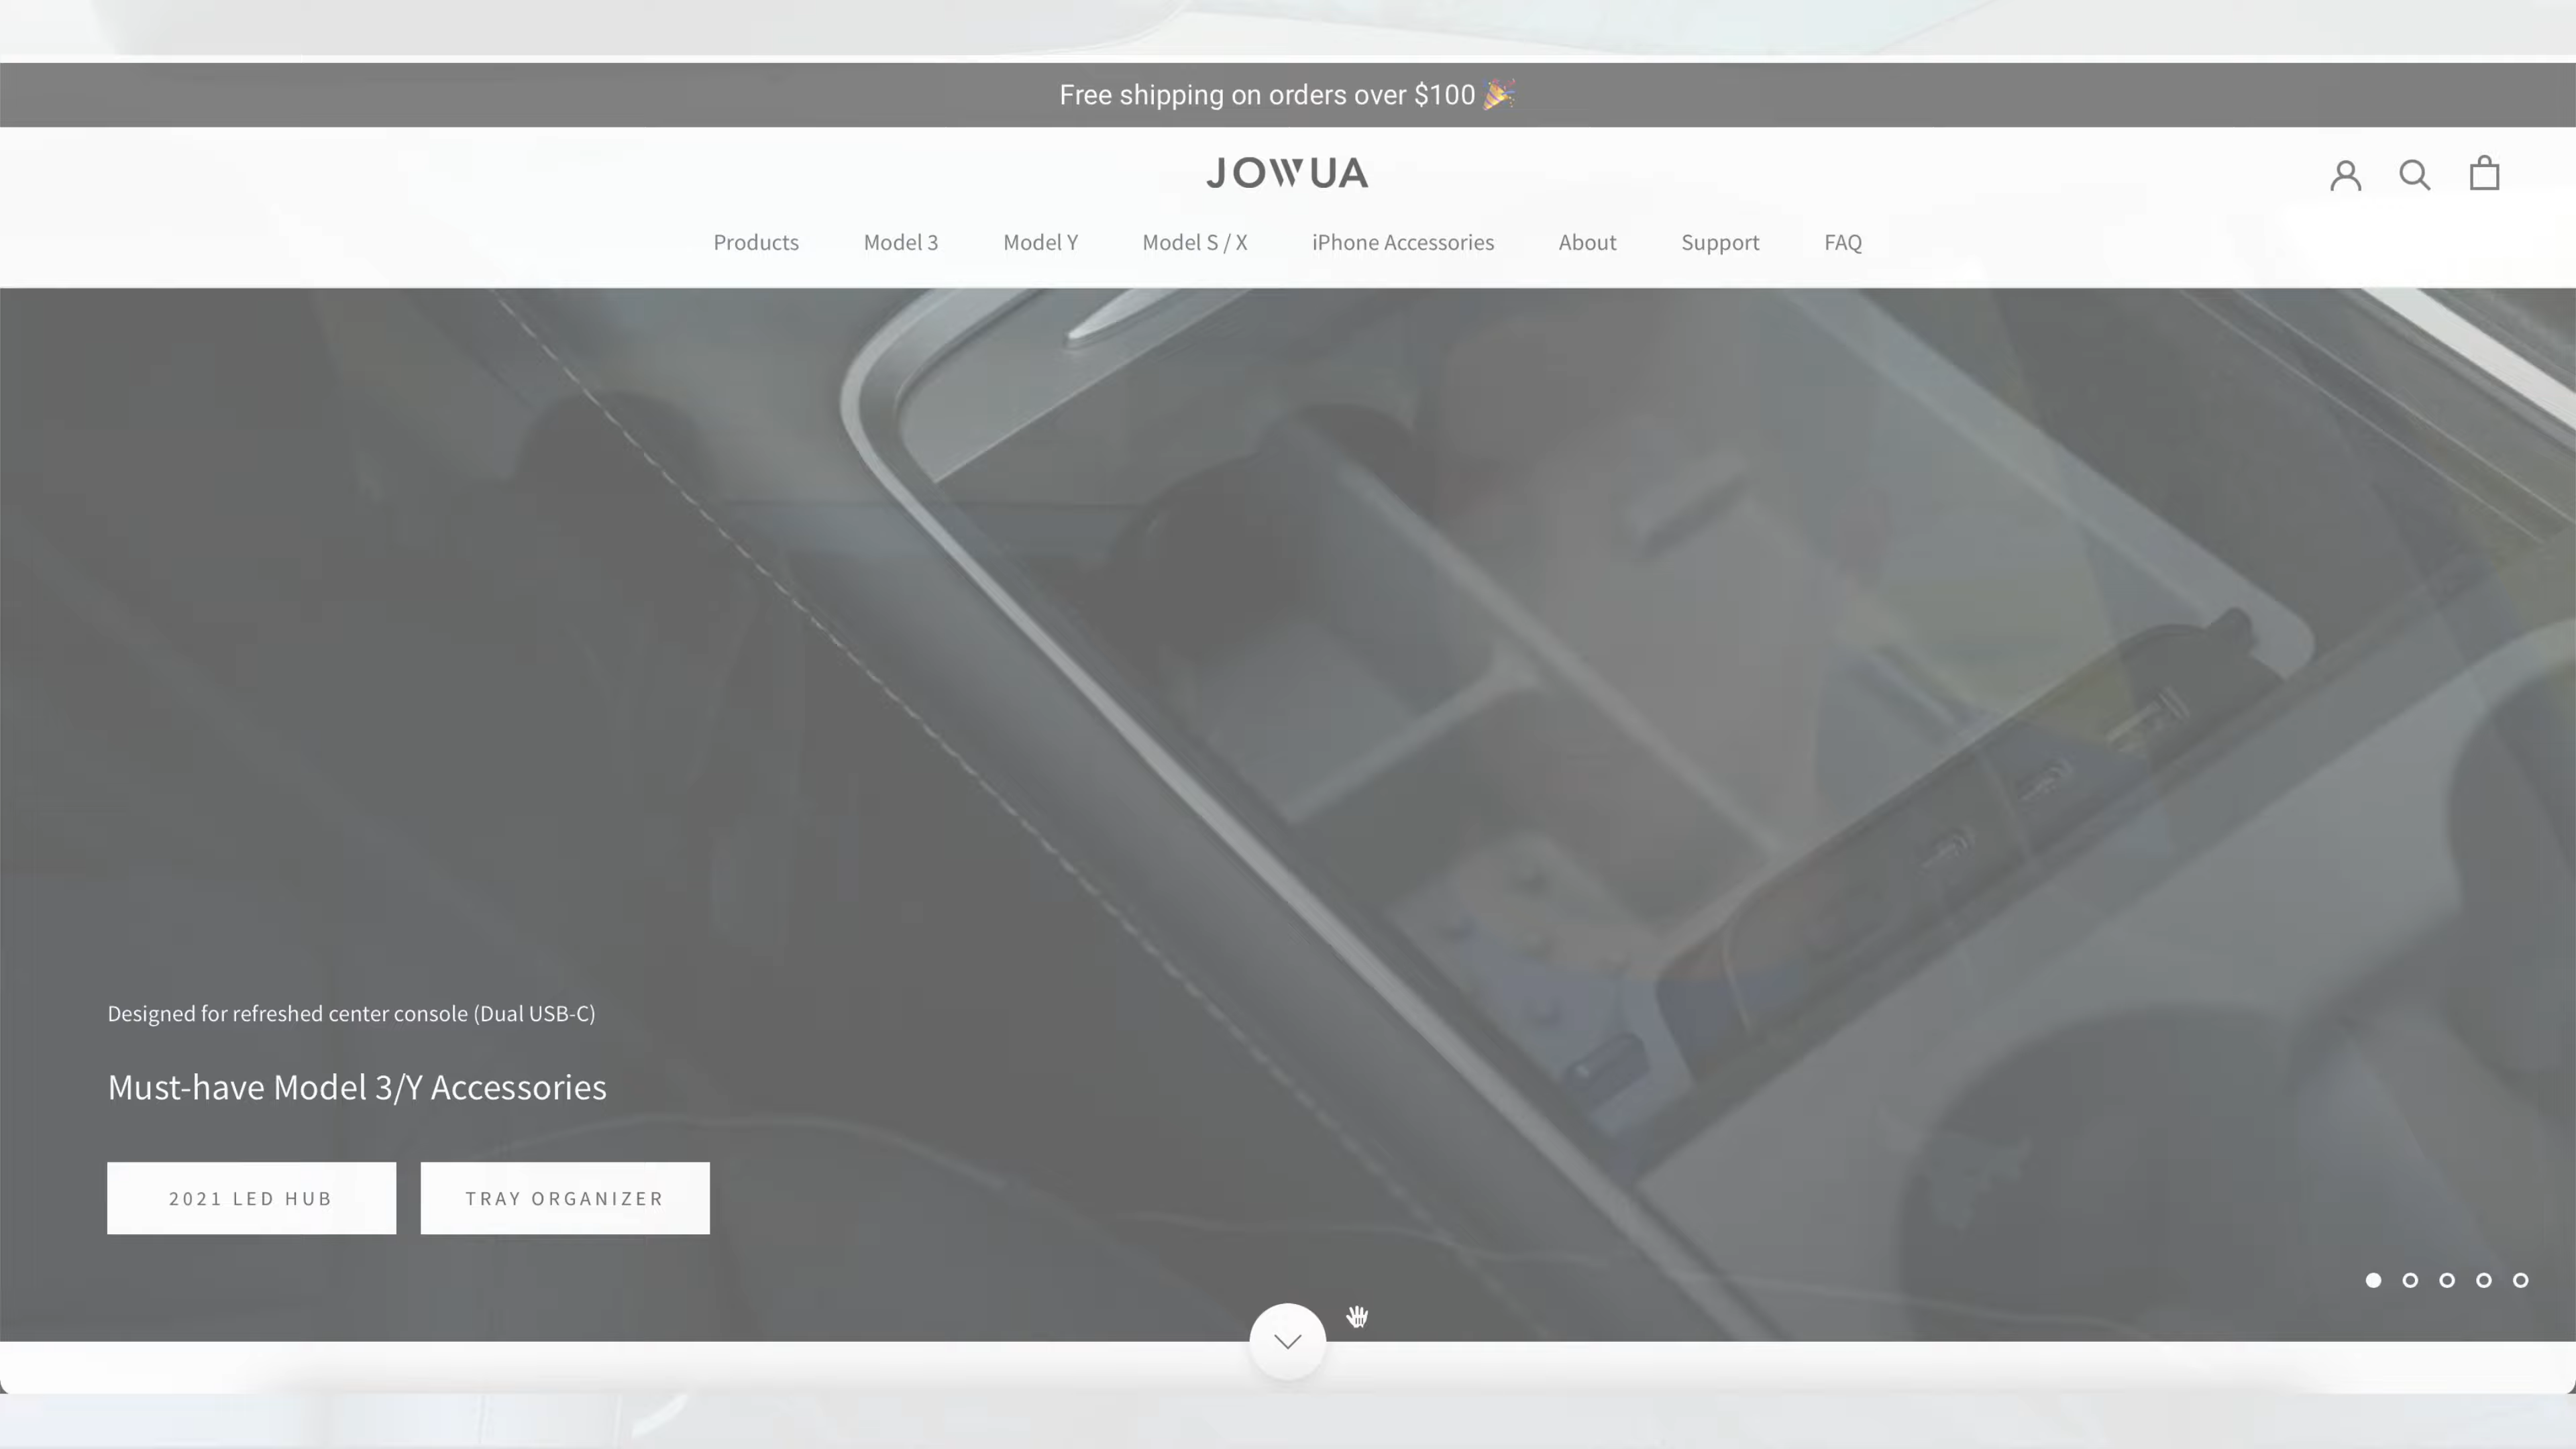 Free shipping on orders over $100 🎉
JOWUA
Products Model 3 Model Y Model S / X iPhone Accessories About Support FAQ
Designed for refreshed center console (Dual USB-C)
Must-have Model 3/Y Accessories
2021 LED HUB TRAY ORGANIZER